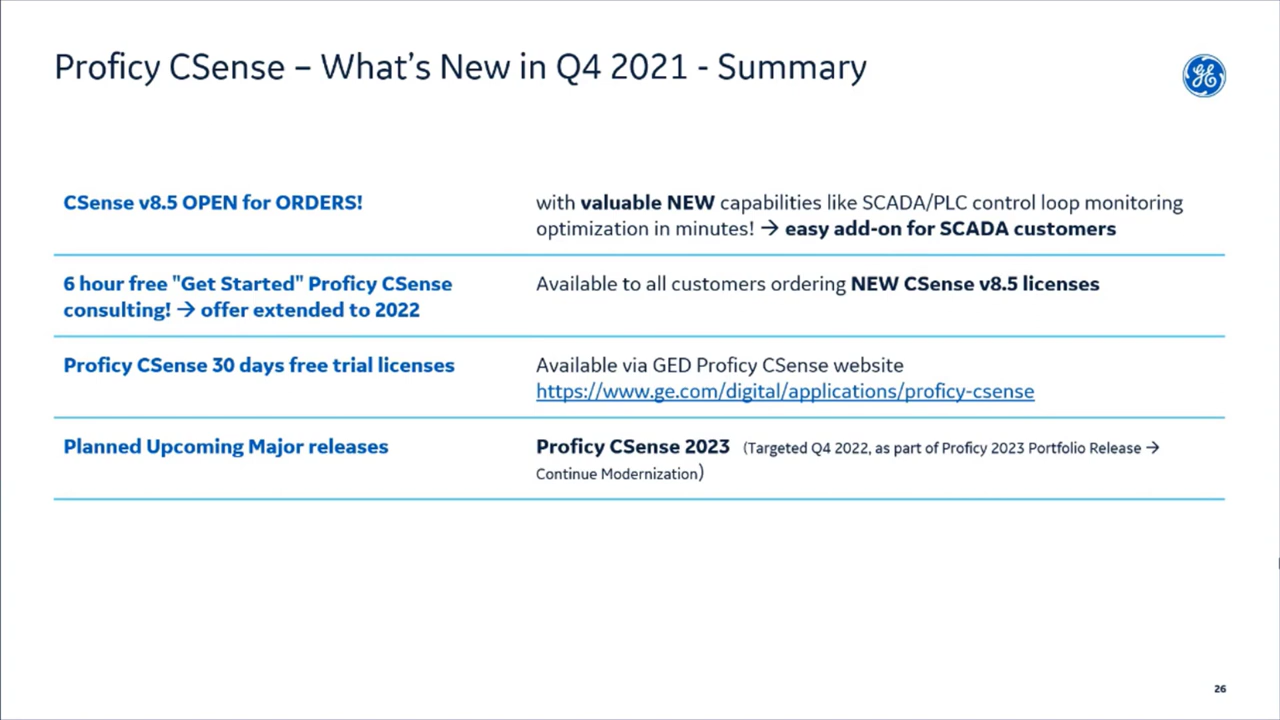 Proficy CSense – What's New in Q4 2021 - Summary
CSense v8.5 OPEN for ORDERS!
with valuable NEW capabilities like SCADA/PLC control loop monitoring
optimization in minutes! → easy add-on for SCADA customers
6 hour free "Get Started" Proficy CSense
consulting! → offer extended to 2022
Available to all customers ordering NEW CSense v8.5 licenses
Proficy CSense 30 days free trial licenses
Available via GED Proficy CSense website
https://www.ge.com/digital/applications/proficy-csense
Planned Upcoming Major releases
Proficy CSense 2023 (Targeted Q4 2022, as part of Proficy 2023 Portfolio Release →
Continue Modernization)
26